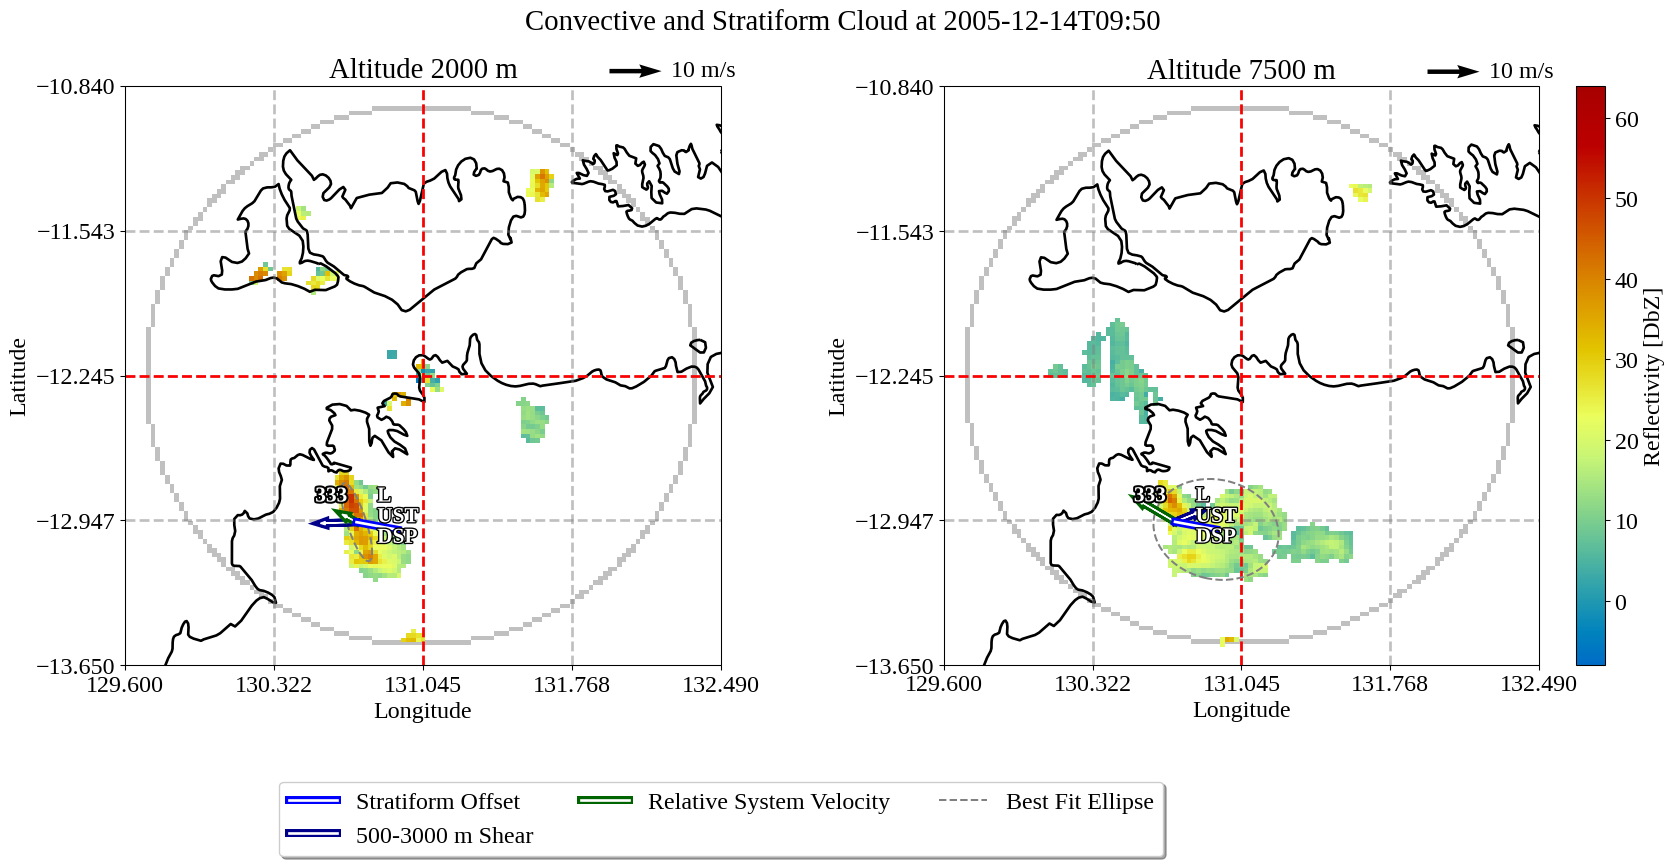 Convective and Stratiform Cloud at 2005-12-14T09:50
Altitude 2000 m
10 m/s
Altitude 7500 m
10 m/s
−10.840
−11.543
−12.245
−12.947
−13.650
129.600
130.322
131.045
131.768
132.490
Longitude
Latitude
333
L
UST
DSP
−10.840
−11.543
−12.245
−12.947
−13.650
129.600
130.322
131.045
131.768
132.490
Longitude
Latitude
333
L
UST
DSP
60
50
40
30
20
10
0
Reflectivity [DbZ]
Stratiform Offset
500-3000 m Shear
Relative System Velocity
Best Fit Ellipse